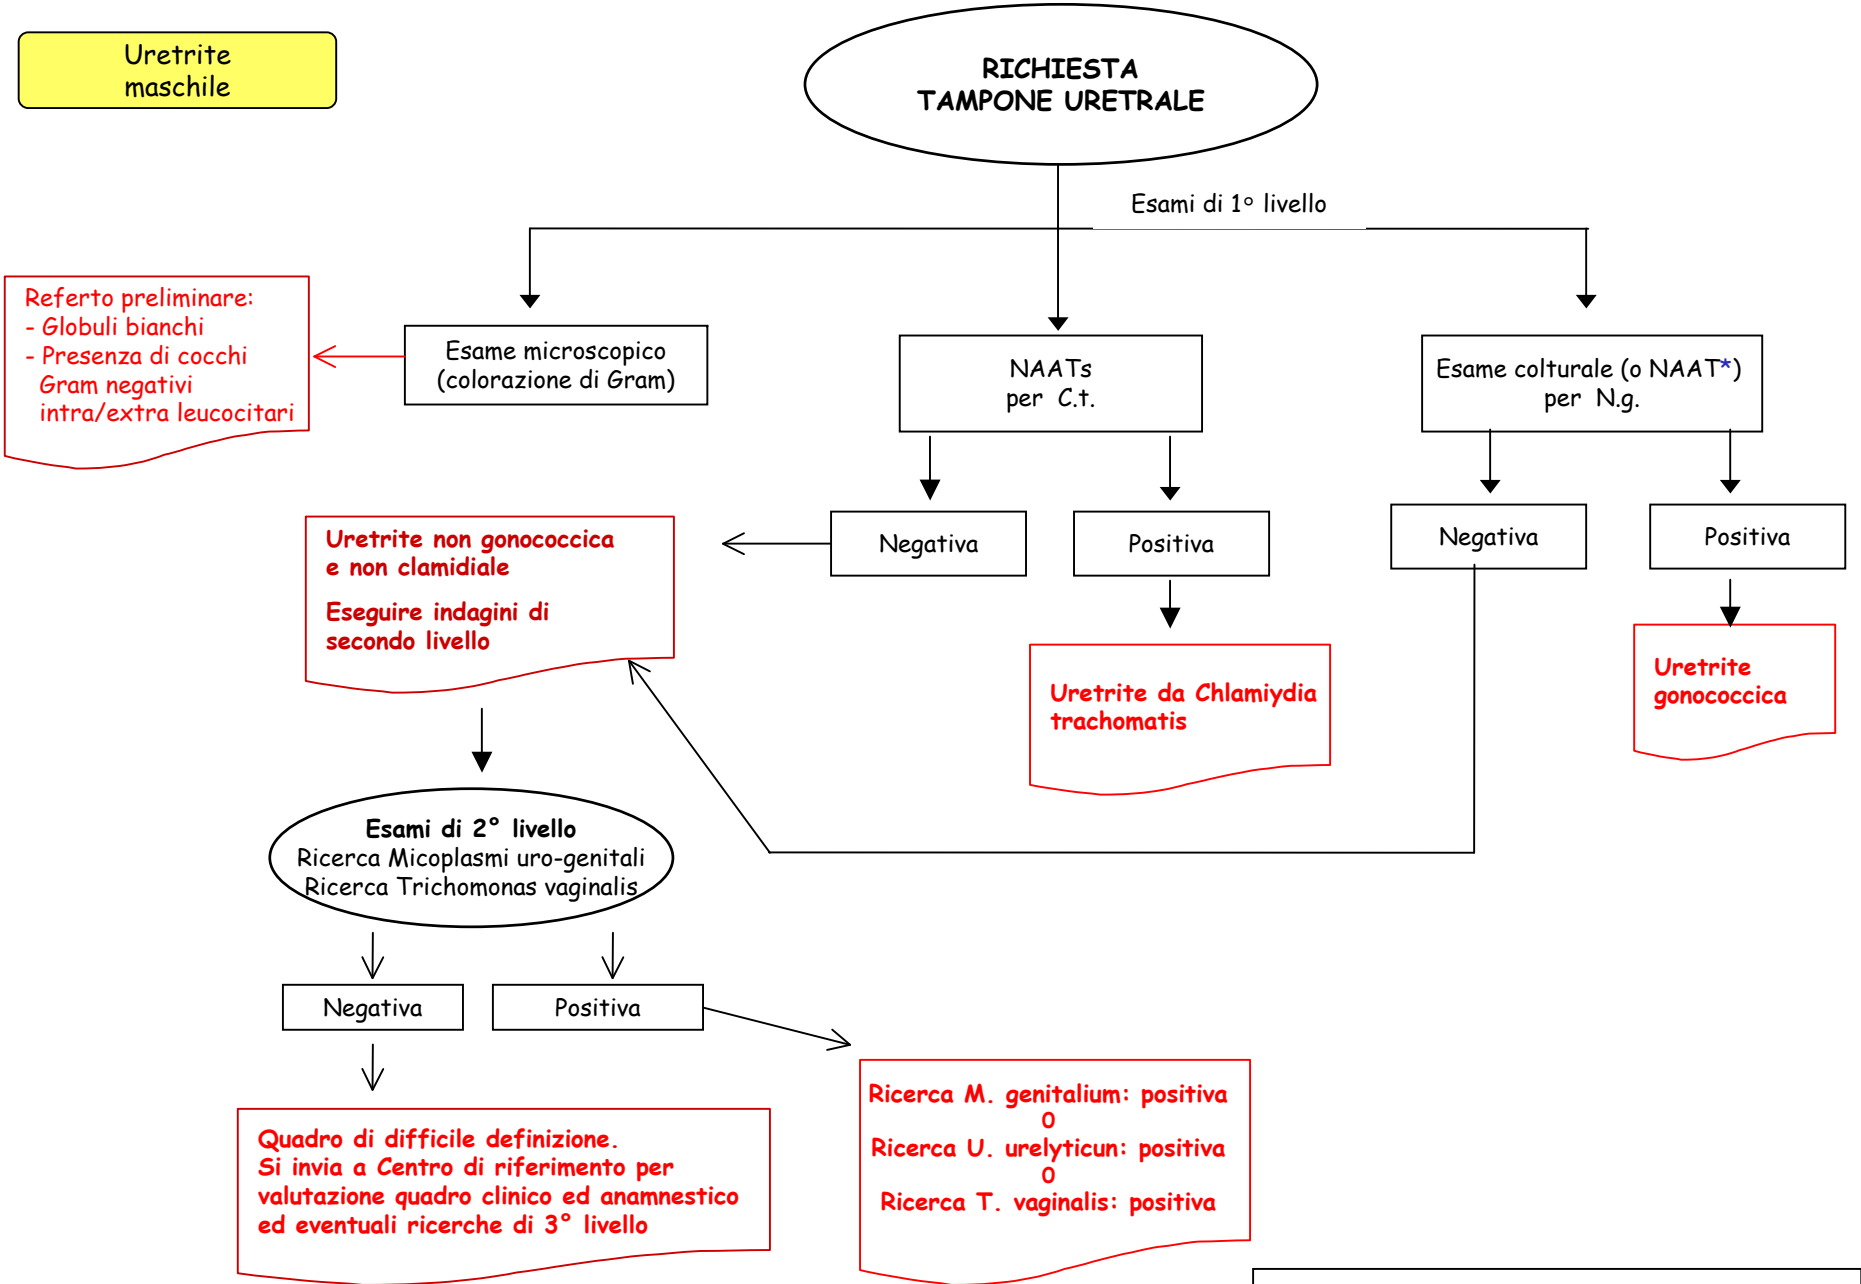 Uretrite
maschile
RICHIESTA
TAMPONE URETRALE
Esami di 1° livello
Referto preliminare:
- Globuli bianchi
- Presenza di cocchi
Gram negativi
intra/extra leucocitari
Esame microscopico
(colorazione di Gram)
NAATs
per C.t.
Esame colturale (o NAAT*)
per N.g.
Negativa
Positiva
Negativa
Positiva
Uretrite non gonococcica
e non clamidiale
Eseguire indagini di
secondo livello
Uretrite da Chlamiydia
trachomatis
Uretrite
gonococcica
Esami di 2° livello
Ricerca Micoplasmi uro-genitali
Ricerca Trichomonas vaginalis
Negativa
Positiva
Quadro di difficile definizione.
Si invia a Centro di riferimento per
valutazione quadro clinico ed anamnestico
ed eventuali ricerche di 3° livello
Ricerca M. genitalium: positiva
O
Ricerca U. urelyticun: positiva
O
Ricerca T. vaginalis: positiva